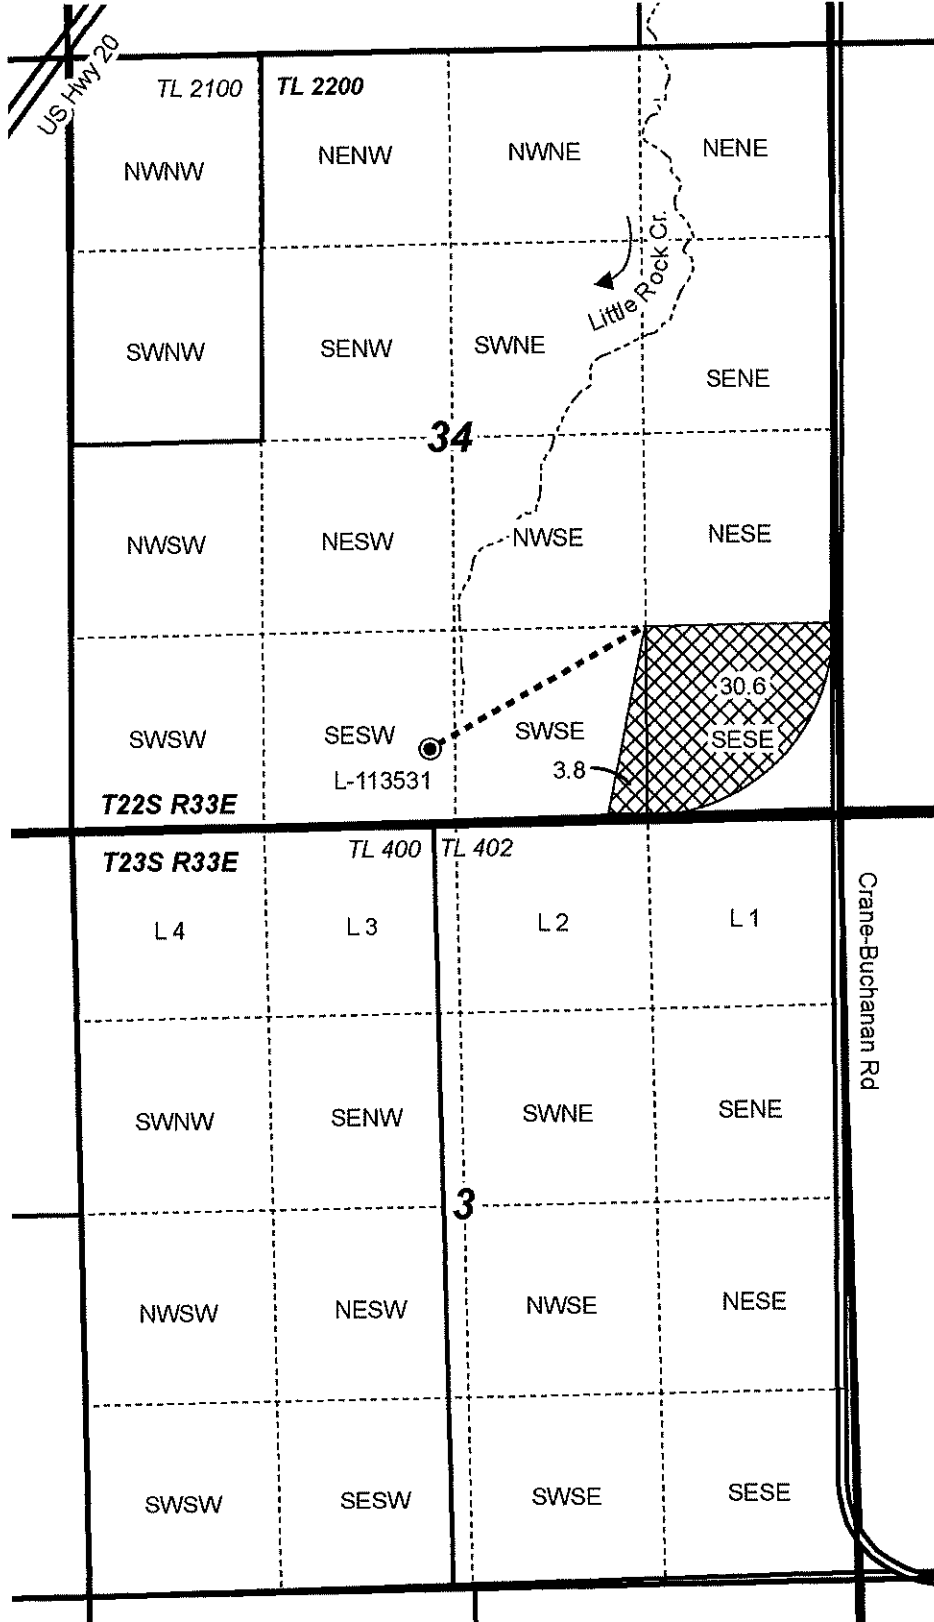 US Hwy 20
TL 2100 TL 2200
NWNW NENW NWNE NENE
Little Rock Cr.
SWNW SENW SWNE SENE
34
NWSW NESW NWSE NESE
30.6
SWSW SESW SWSE SESE
3.8
L-113531
T22S R33E
T23S R33E
TL 400 TL 402
L 4 L 3 L 2 L 1
Crane-Buchanan Rd
SWNW SENW SWNE SENE
3
NWSW NESW NWSE NESE
SWSW SESW SWSE SESE